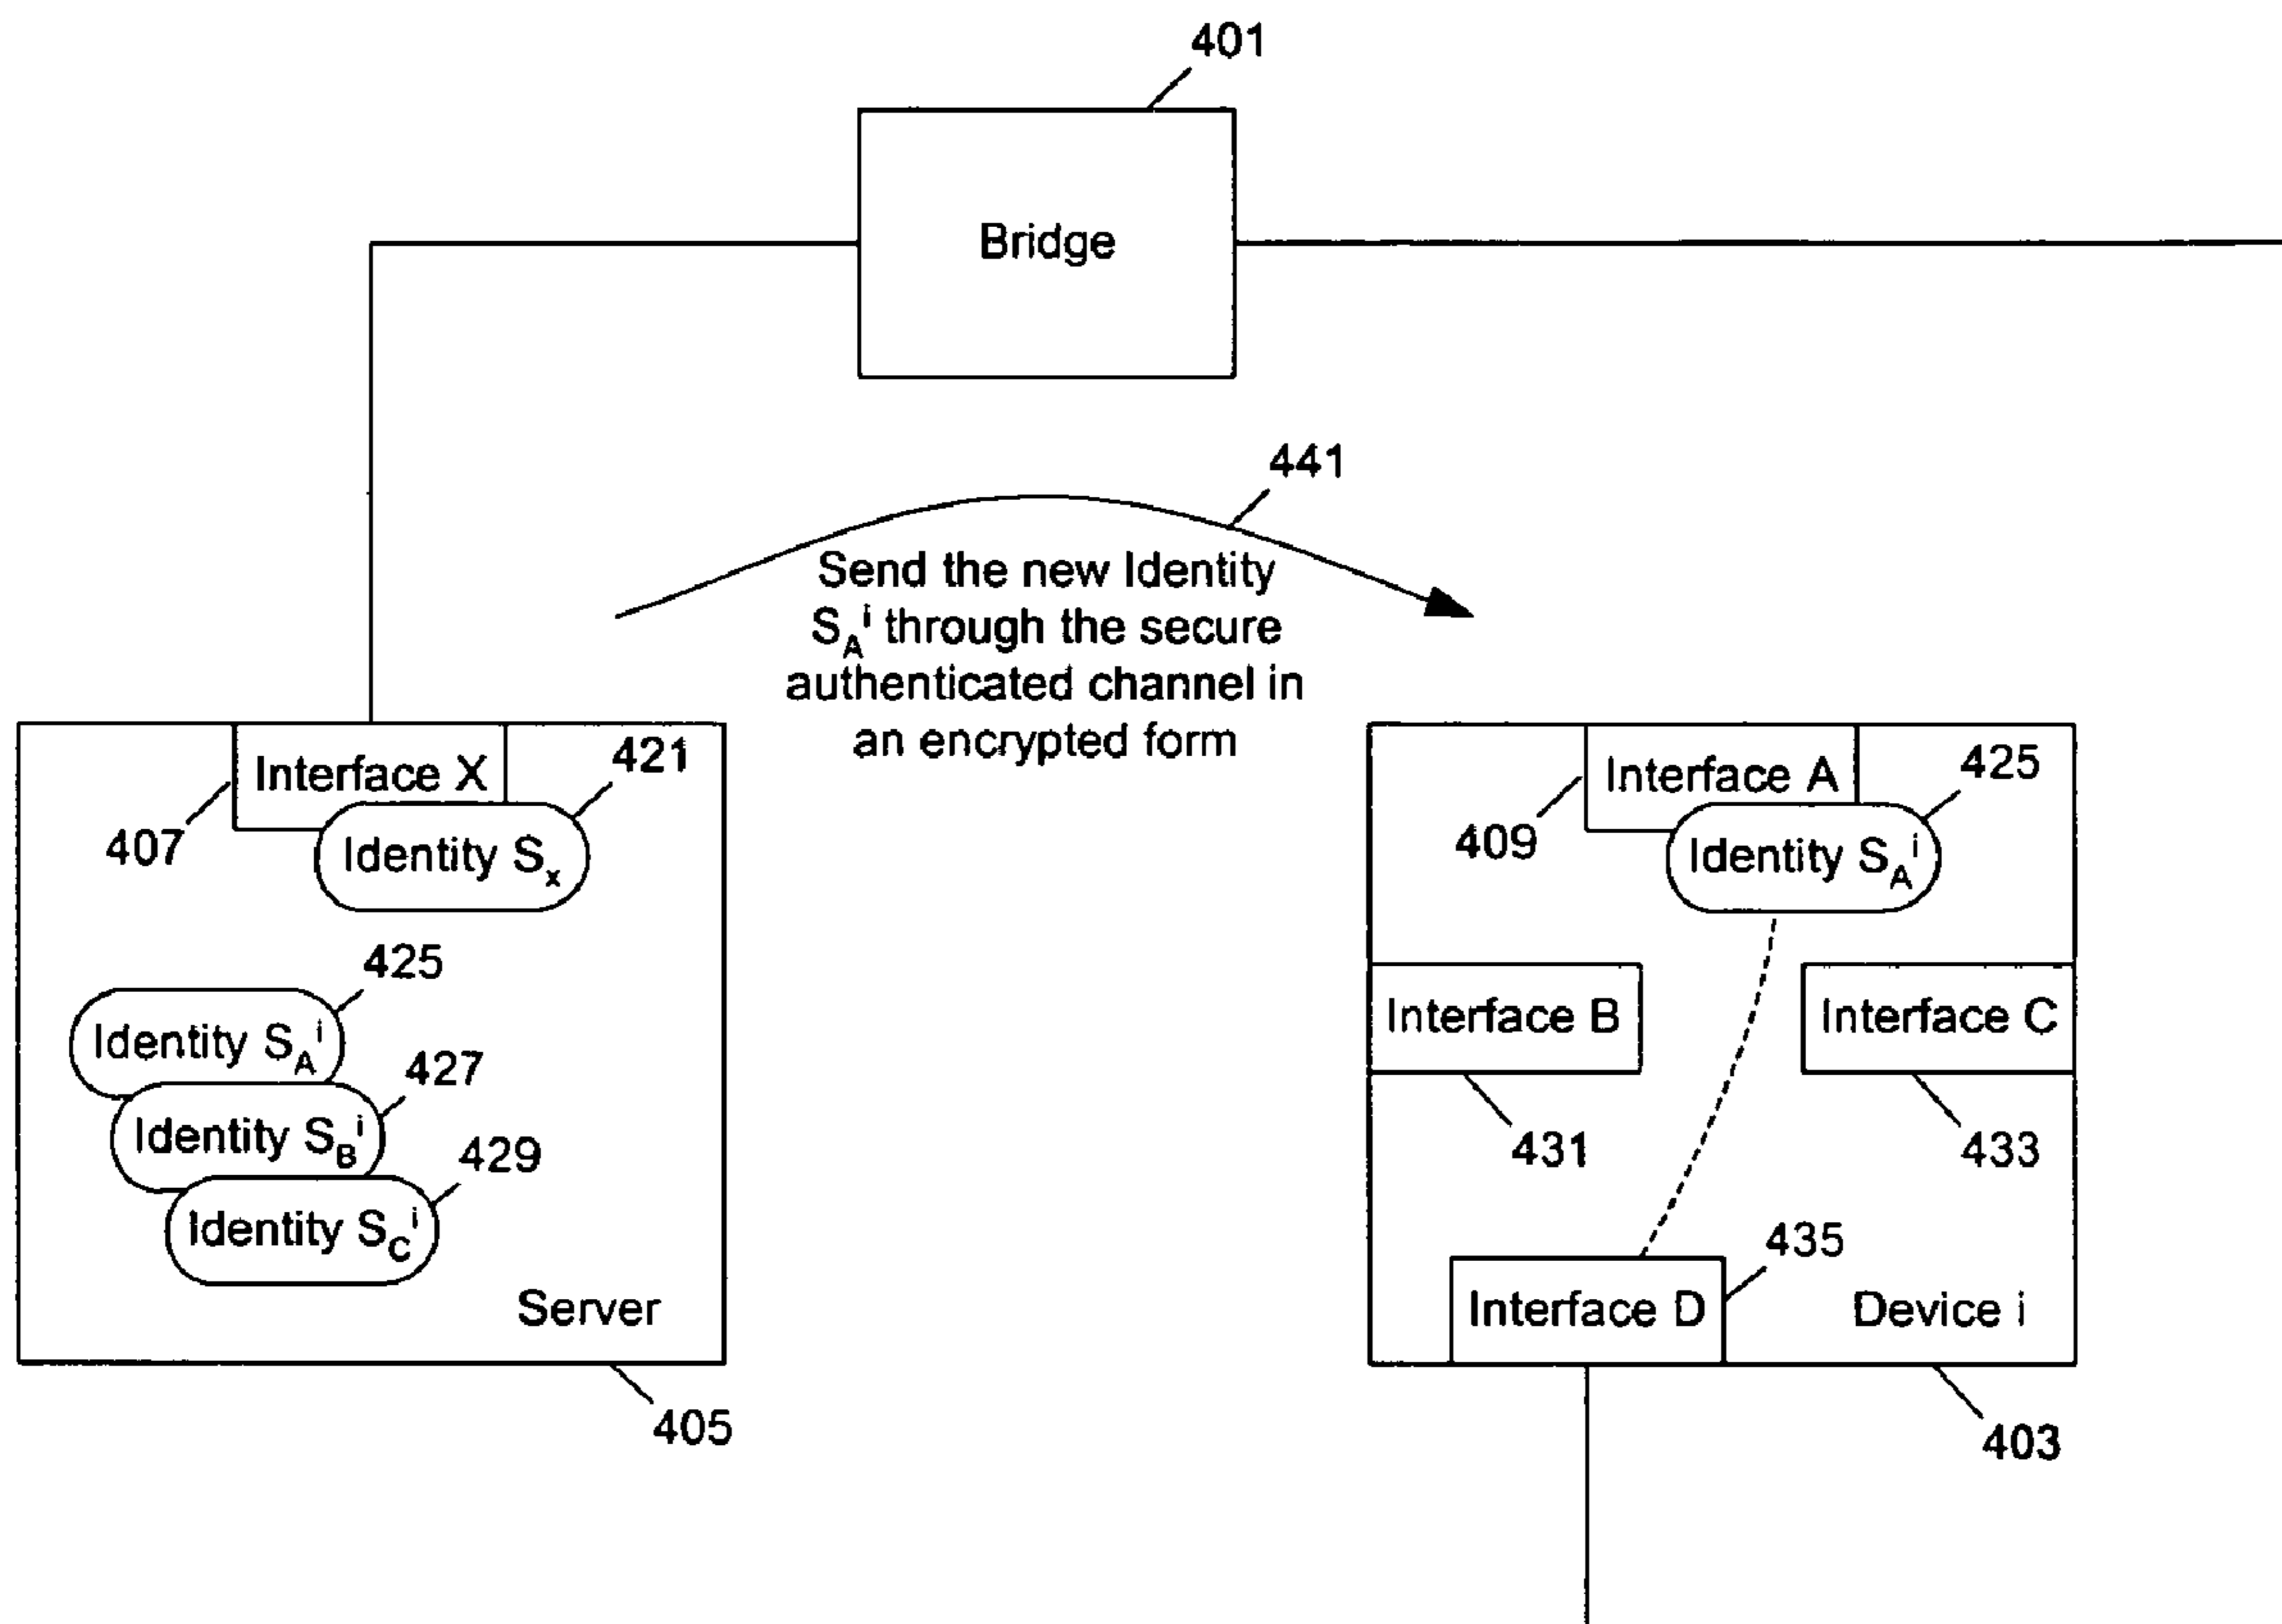 401
Bridge
441
Send the new Identity
S_A^i through the secure
authenticated channel in
an encrypted form
Interface X
421
407
Identity S_x
425
Identity S_A^i
427
Identity S_B^i
429
Identity S_C^i
Server
405
Interface A
425
409
Identity S_A^i
Interface B
Interface C
431
433
435
Interface D
Device i
403